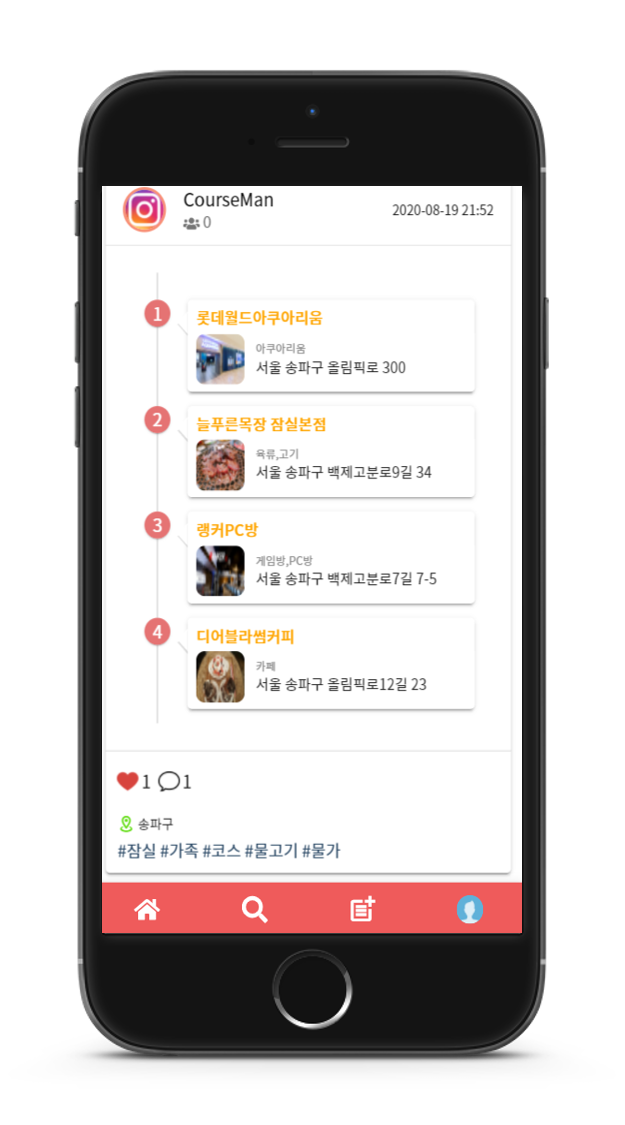 CourseMan
0
2020-08-19 21:52
1
롯데월드아쿠아리움
아쿠아리움
서울 송파구 올림픽로 300
2
늘푸른목장 잠실본점
육류,고기
서울 송파구 백제고분로9길 34
3
랭커PC방
게임방,PC방
서울 송파구 백제고분로7길 7-5
4
디어블라썸커피
카페
서울 송파구 올림픽로12길 23
1 1
송파구
#잠실 #가족 #코스 #물고기 #물가